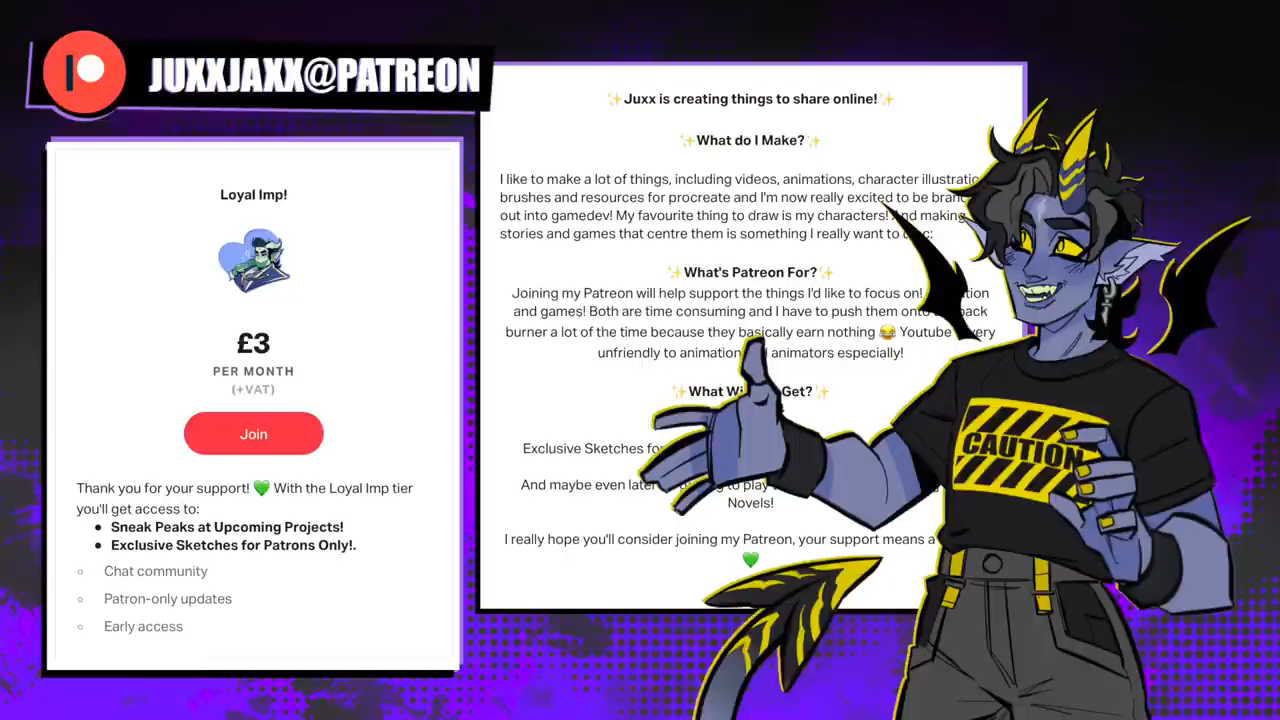 JUXXJAXX@PATREON
Loyal Imp!
£3
PER MONTH
(+VAT)
Join
Thank you for your support! 💚 With the Loyal Imp tier
you'll get access to:
● Sneak Peaks at Upcoming Projects!
● Exclusive Sketches for Patrons Only!.
○ Chat community
○ Patron-only updates
○ Early access
✨Juxx is creating things to share online!✨
✨What do I Make?✨
I like to make a lot of things, including videos, animations, character
brushes and resources for procreate and I'm now really excited to be
out into gamedev! My favourite thing to draw is my characters! And making
stories and games that centre them is something I really want to
✨What's Patreon For?✨
Joining my Patreon will help support the things I'd like to focus on!
and games! Both are time consuming and I have to push them
burner a lot of the time because they basically earn nothing 😂 Youtube
unfriendly to animation animators especially!
✨What Get?✨
Exclusive Sketches
And maybe even later to play
Novels!
I really hope you'll consider joining my Patreon, your support means a
💚
CAUTION